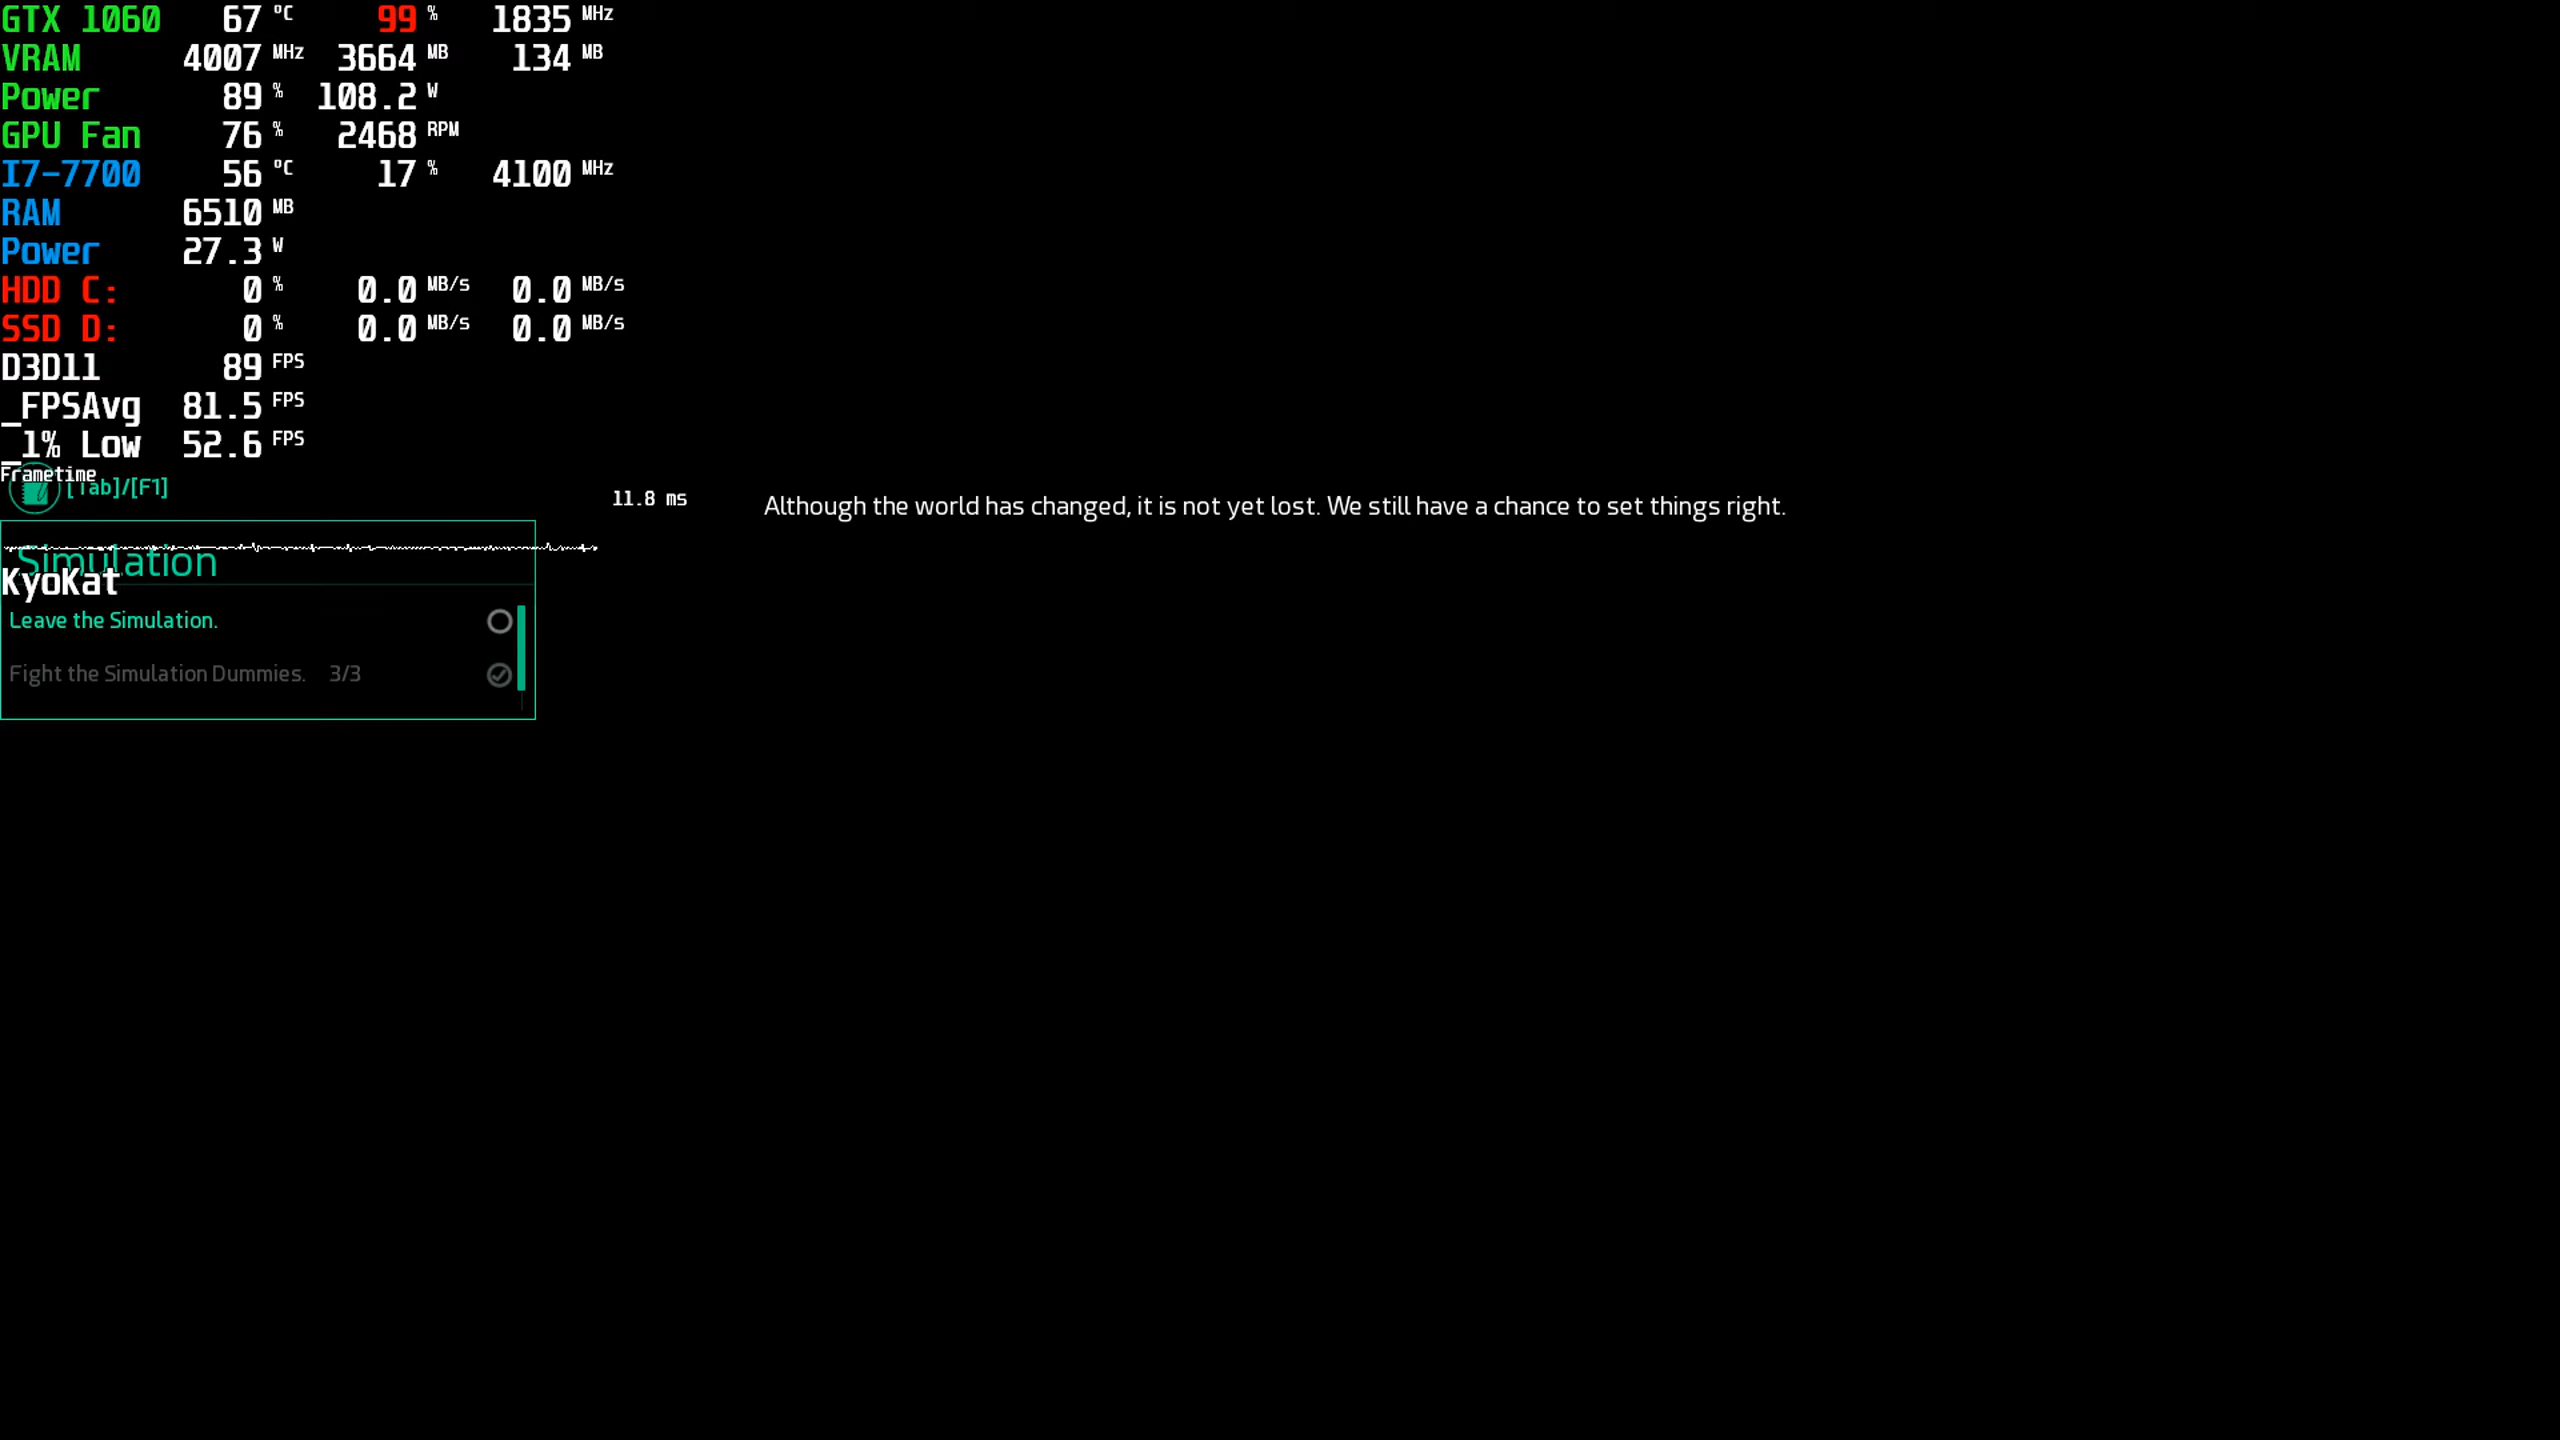 GTX 1060 67 °C 99 % 1835 MHz
VRAM 4007 MHz 3664 MB 134 MB
Power 89 % 108.2 W
GPU Fan 76 % 2468 RPM
I7-7700 56 °C 17 % 4100 MHz
RAM 6510 MB
Power 27.3 W
HDD C: 0 % 0.0 MB/s 0.0 MB/s
SSD D: 0 % 0.0 MB/s 0.0 MB/s
D3D11 89 FPS
_FPSAvg 81.5 FPS
_1% Low 52.6 FPS
Frametime
[Tab]/[F1]
11.8 ms
Although the world has changed, it is not yet lost. We still have a chance to set things right.
Simulation
KyoKat
Leave the Simulation.
Fight the Simulation Dummies. 3/3